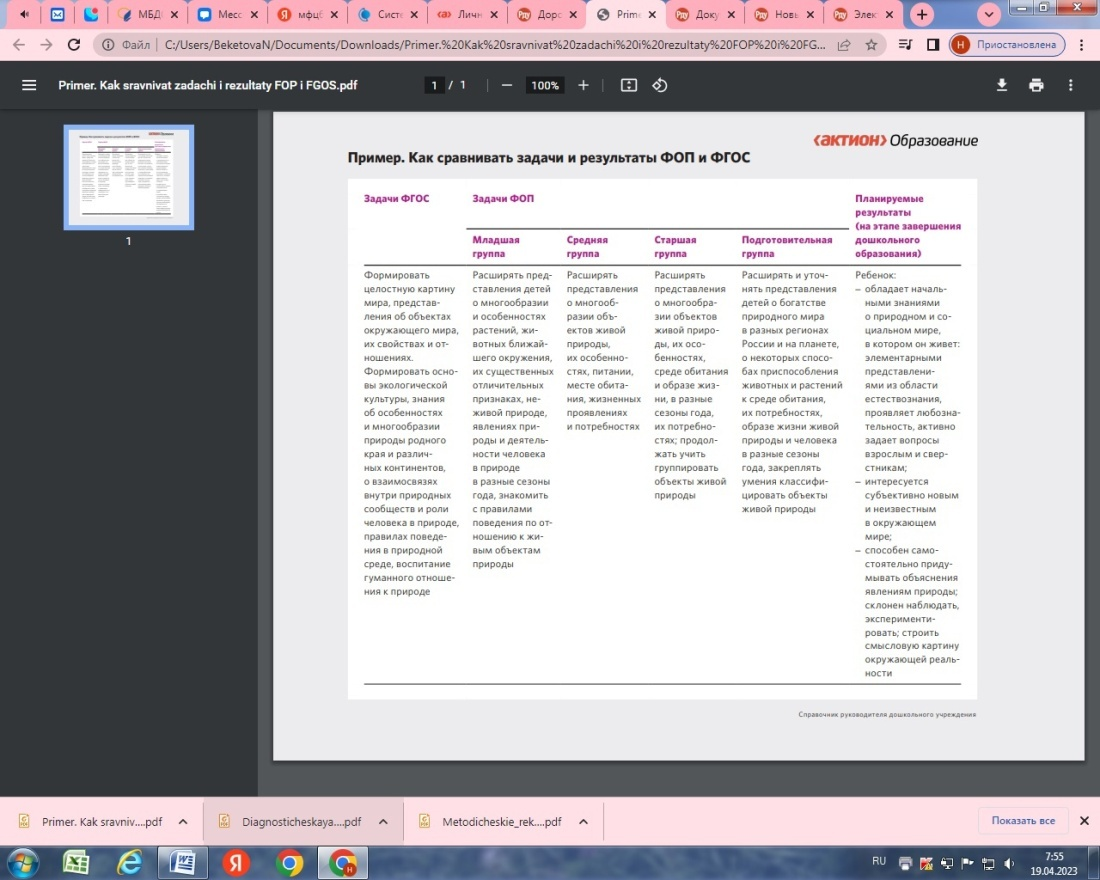 МБД
Месс
мфцб
Систе
Личн
Дорс
Prime
Доку
Новь
Элект
Файл
C:/Users/BeketovaN/Documents/Downloads/Primer.%20Kak%20sravnivat%20zadachi%20i%20rezultaty%20FOP%20i%20FG...
Н
Приостановлена
Primer. Kak sravnivat zadachi i rezultaty FOP i FGOS.pdf
1 / 1
100%
1
АКТИОН Образование
Пример. Как сравнивать задачи и результаты ФОП и ФГОС
Задачи ФГОС
Формировать
целостную картину
мира, представ-
ления об объектах
окружающего мира,
их свойствах и от-
ношениях.
Формировать осно-
вы экологической
культуры, знания
об особенностях
и многообразии
природы родного
края и различ-
ных континентов,
о взаимосвязях
внутри природных
сообществ и роли
человека в природе,
правилах поведе-
ния в природной
среде, воспитание
гуманного отноше-
ния к природе
Задачи ФОП
Младшая
группа
Расширять пред-
ставления детей
о многообразии
и особенностях
растений, жи-
вотных ближай-
шего окружения,
их существенных
отличительных
признаках, не-
живой природе,
явлениях при-
роды и деятель-
ности человека
в природе
в разные сезоны
года, знакомить
с правилами
поведения по от-
ношению к жи-
вым объектам
природы
Средняя
группа
Расширять
представления
о многооб-
разии объ-
ектов живой
природы,
их особенно-
стях, питании,
месте обита-
ния, жизненных
проявлениях
и потребностях
Старшая
группа
Расширять
представления
о многообра-
зии объектов
живой приро-
ды, их осо-
бенностях,
среде обитания
и образе жиз-
ни, в разные
сезоны года,
их потребно-
стях; продол-
жать учить
группировать
объекты живой
природы
Подготовительная
группа
Расширять и уточ-
нять представления
детей о богатстве
природного мира
в разных регионах
России и на планете,
о некоторых спосо-
бах приспособления
животных и растений
к среде обитания,
их потребностях,
образе жизни живой
природы и человека
в разные сезоны
года, закреплять
умения классифи-
цировать объекты
живой природы
Планируемые
результаты
(на этапе завершения
дошкольного
образования)
Ребенок:
– обладает началь-
ными знаниями
о природном и со-
циальном мире,
в котором он живет:
элементарными
представлени-
ями из области
естествознания,
проявляет любозна-
тельность, активно
задает вопросы
взрослым и свер-
стникам;
– интересуется
субъективно новым
и неизвестным
в окружающем
мире;
– способен само-
стоятельно приду-
мывать объяснения
явлениям природы;
склонен наблюдать,
эксперименти-
ровать; строить
смысловую картину
окружающей реаль-
ности
Справочник руководителя дошкольного учреждения
Primer. Kak sravniv....pdf
Diagnosticheskaya....pdf
Metodicheskie_rek....pdf
Показать все
RU
7:55
19.04.2023